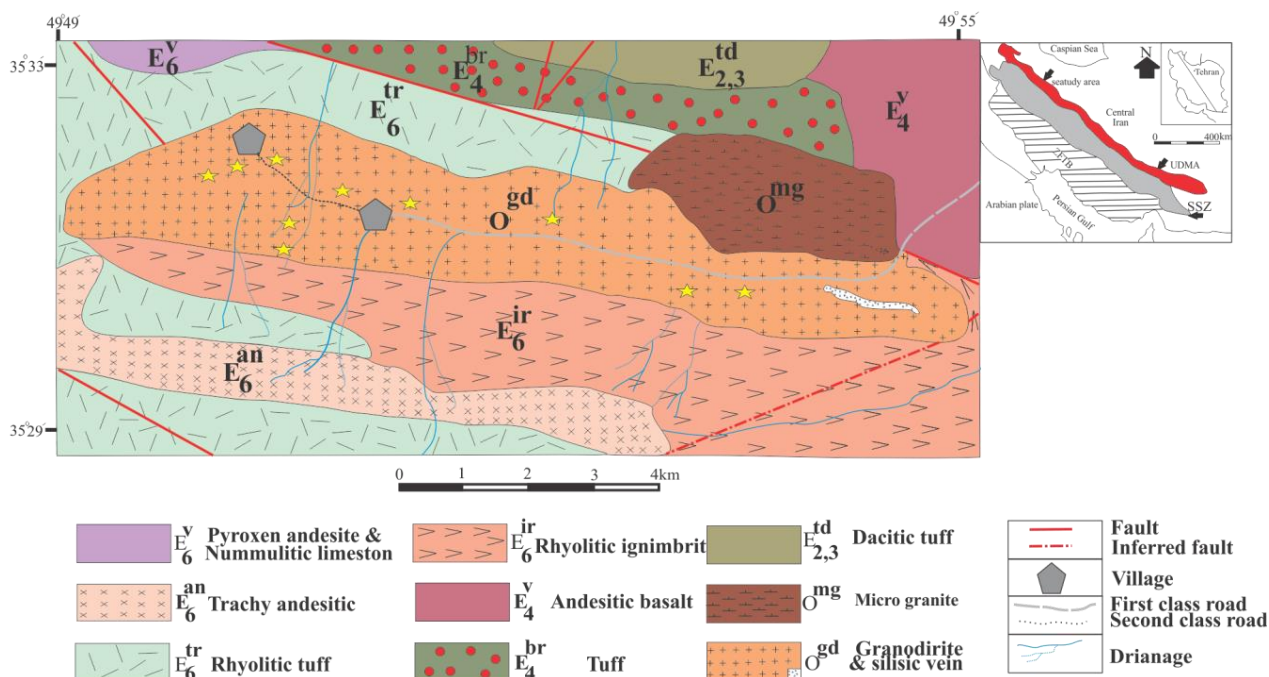 49°49′
49°55′
35°33′
35°29′
E6v
E4br
E2,3td
E4v
E6tr
Ogd
Omg
E6ir
E6an
0 1 2 3 4km
Caspian Sea
N
Tehran
seatudy area
Central
Iran
0 400km
ZFTB
UDMA
Arabian plate
Persian Gulf
SSZ
E6v Pyroxen andesite &
Nummulitic limeston
E6an Trachy andesitic
E6tr Rhyolitic tuff
E6ir Rhyolitic ignimbrit
E4v Andesitic basalt
E4br Tuff
E2,3td Dacitic tuff
Omg Micro granite
Ogd Granodirite
& silisic vein
Fault
Inferred fault
Village
First class road
Second class road
Drianage